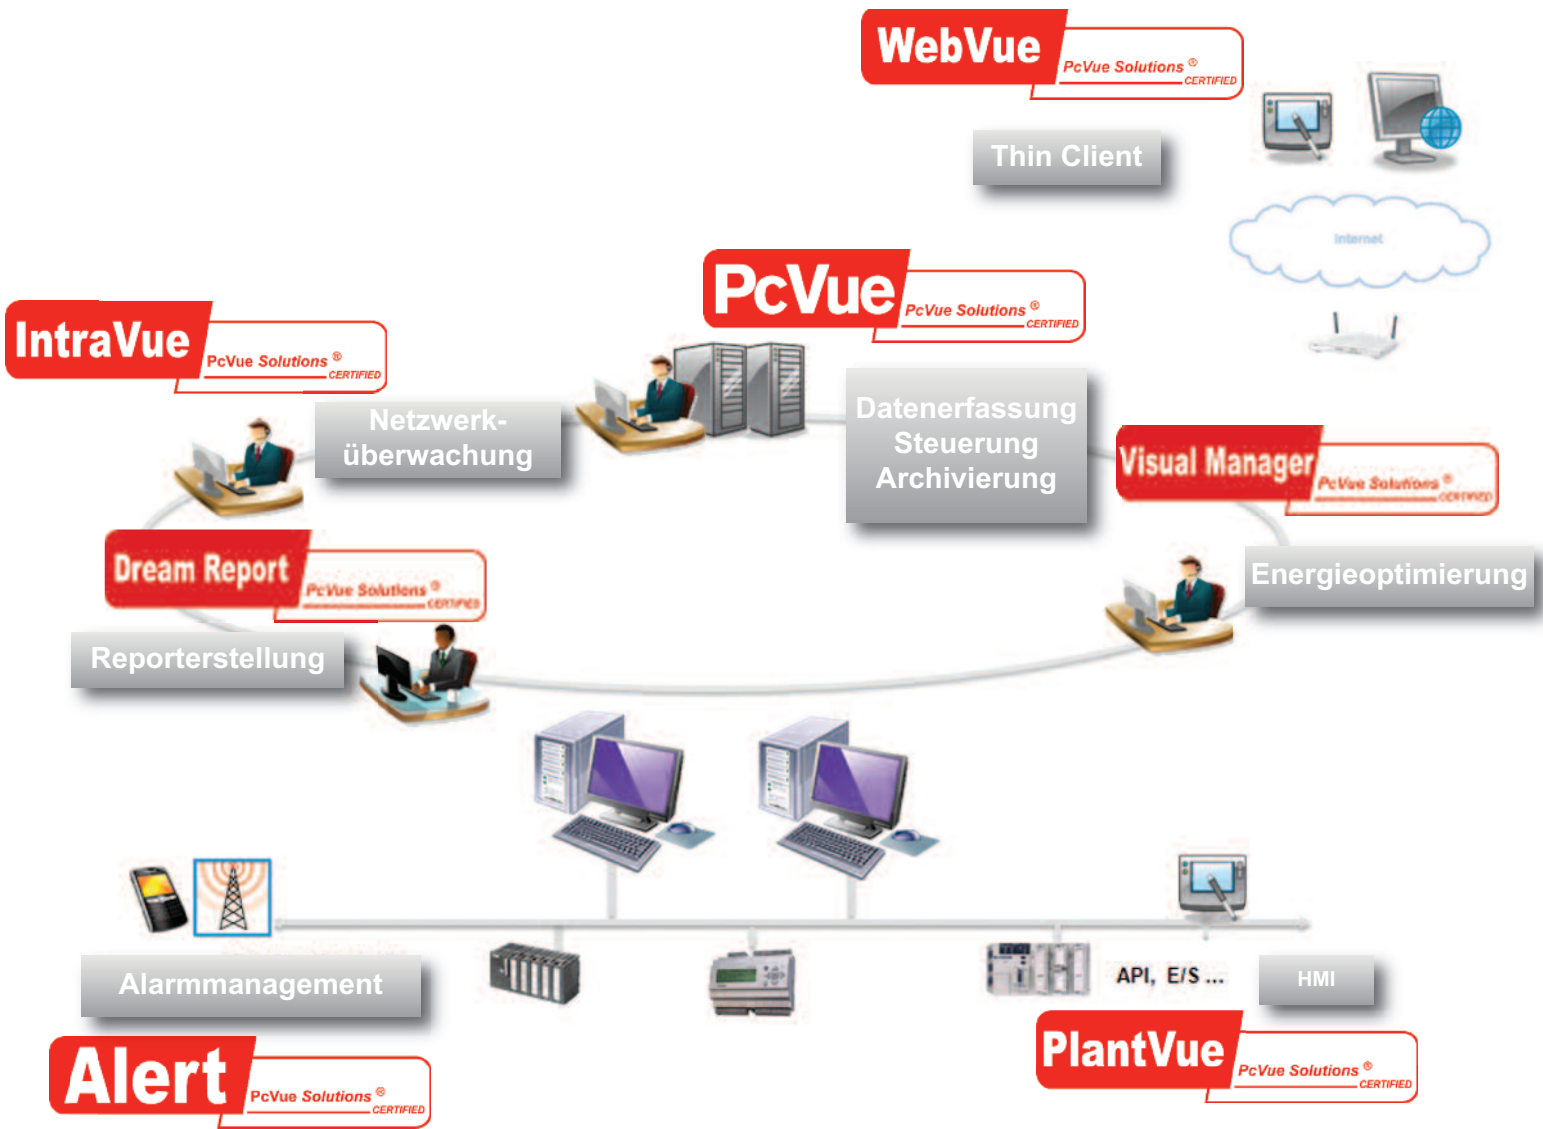 WebVue
PcVue Solutions ®
CERTIFIED
Thin Client
Internet
PcVue
PcVue Solutions ®
CERTIFIED
IntraVue
PcVue Solutions ®
CERTIFIED
Netzwerk-
überwachung
Datenerfassung
Steuerung
Archivierung
Visual Manager
PcVue Solutions ®
CERTIFIED
Dream Report
PcVue Solutions ®
CERTIFIED
Energieoptimierung
Reporterstellung
Alarmmanagement
API, E/S ...
HMI
Alert
PcVue Solutions ®
CERTIFIED
PlantVue
PcVue Solutions ®
CERTIFIED